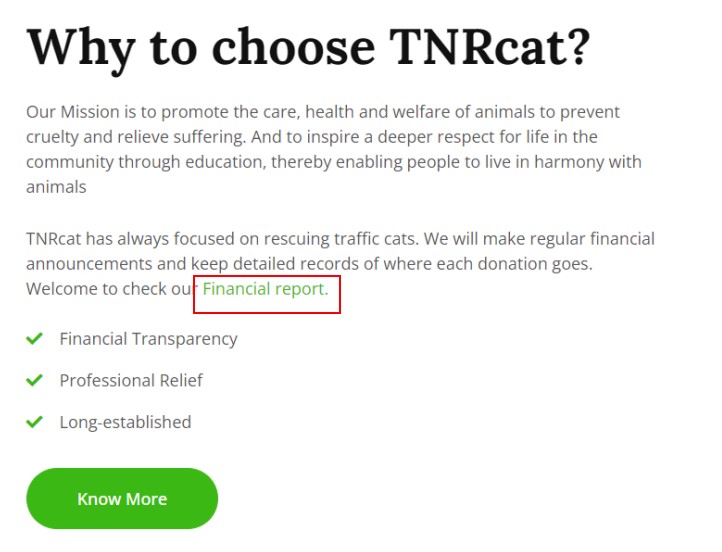 Why to choose TNRcat?
Our Mission is to promote the care, health and welfare of animals to prevent
cruelty and relieve suffering. And to inspire a deeper respect for life in the
community through education, thereby enabling people to live in harmony with
animals
TNRcat has always focused on rescuing traffic cats. We will make regular financial
announcements and keep detailed records of where each donation goes.
Welcome to check our Financial report.
Financial Transparency
Professional Relief
Long-established
Know More